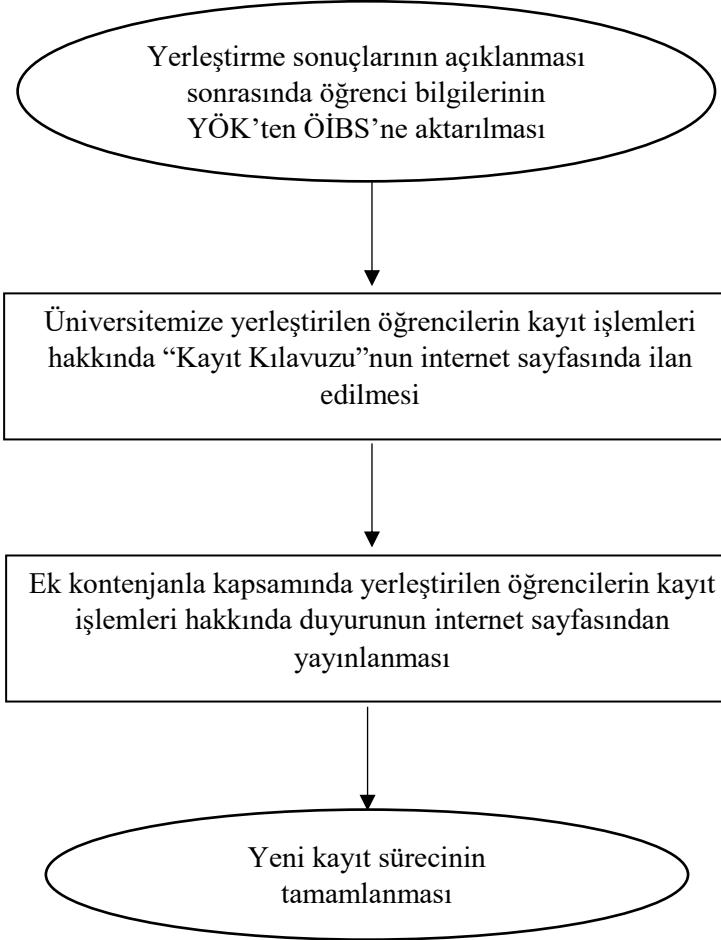 Yerleştirme sonuçlarının açıklanması
sonrasında öğrenci bilgilerinin
YÖK’ten ÖİBS’ne aktarılması
Üniversitemize yerleştirilen öğrencilerin kayıt işlemleri
hakkında “Kayıt Kılavuzu”nun internet sayfasında ilan
edilmesi
Ek kontenjanla kapsamında yerleştirilen öğrencilerin kayıt
işlemleri hakkında duyurunun internet sayfasından
yayınlanması
Yeni kayıt sürecinin
tamamlanması